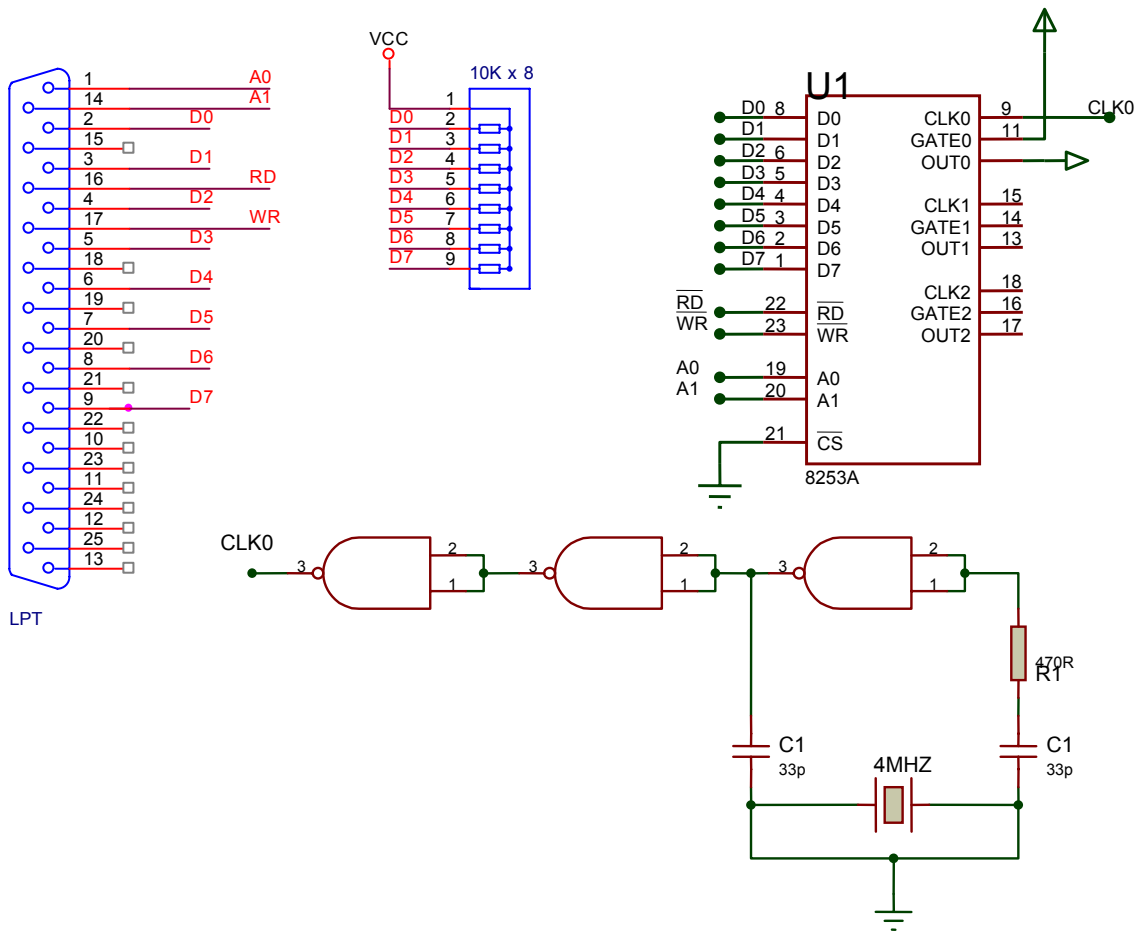 1 A0
14 A1
2 D0
15
3 D1
16 RD
4 D2
17 WR
5 D3
18
6 D4
19
7 D5
20
8 D6
21
9 D7
22
10
23
11
24
12
25
13
LPT
VCC
10K x 8
1
D0 2
D1 3
D2 4
D3 5
D4 6
D5 7
D6 8
D7 9
U1
D0 8 D0 CLK0 9 CLK0
D1 D1 GATE0 11
D2 6 D2 OUT0
D3 5 D3
D4 4 D4 CLK1 15
D5 3 D5 GATE1 14
D6 2 D6 OUT1 13
D7 1 D7
CLK2 18
RD 22 RD GATE2 16
WR 23 WR OUT2 17
A0 19 A0
A1 20 A1
21 CS
8253A
CLK0 3 2 1
3 2 1
3 2 1
470R
R1
C1
33p
4MHZ
C1
33p